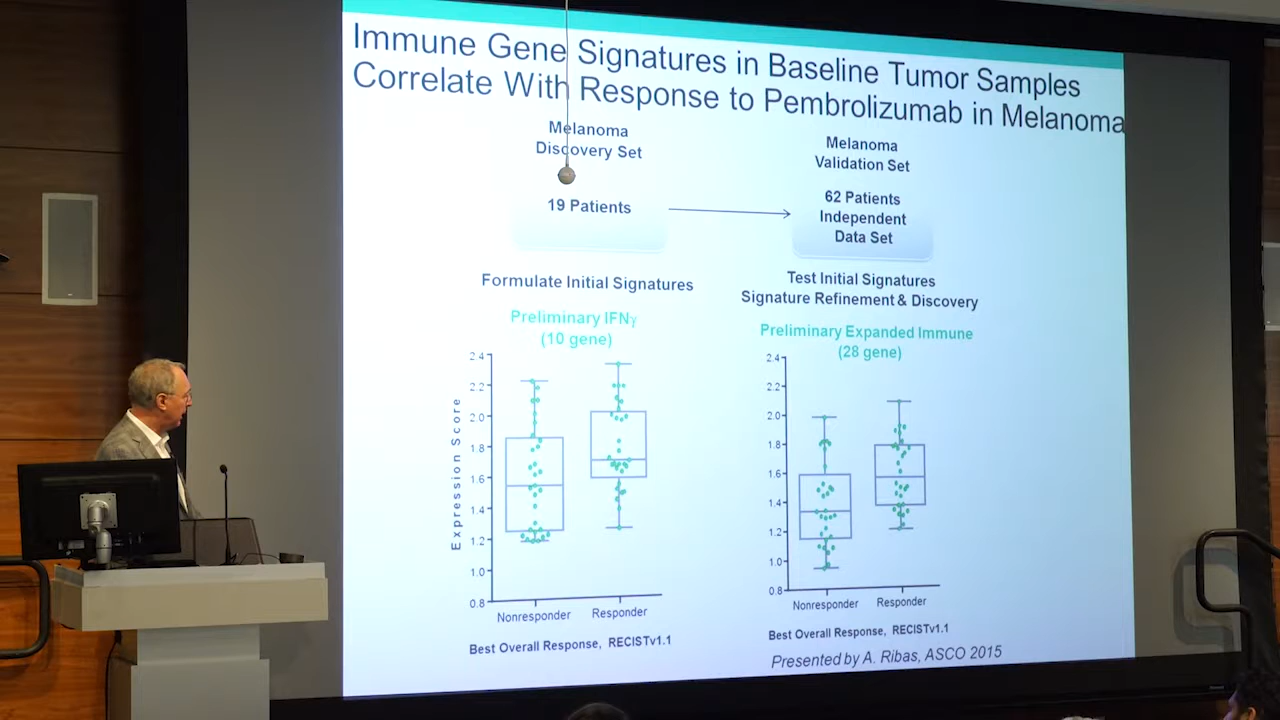 Immune Gene Signatures in Baseline Tumor Samples
Correlate With Response to Pembrolizumab in Melanoma
Melanoma
Discovery Set
19 Patients
Melanoma
Validation Set
62 Patients
Independent
Data Set
Formulate Initial Signatures
Test Initial Signatures
Signature Refinement & Discovery
Preliminary IFNγ
(10 gene)
Expression Score
2.4
2.2
2.0
1.8
1.6
1.4
1.2
1.0
0.8
Nonresponder
Responder
Best Overall Response, RECISTv1.1
Preliminary Expanded Immune
(28 gene)
2.4
2.2
2.0
1.8
1.6
1.4
1.2
1.0
0.8
Nonresponder
Responder
Best Overall Response, RECISTv1.1
Presented by A. Ribas, ASCO 2015